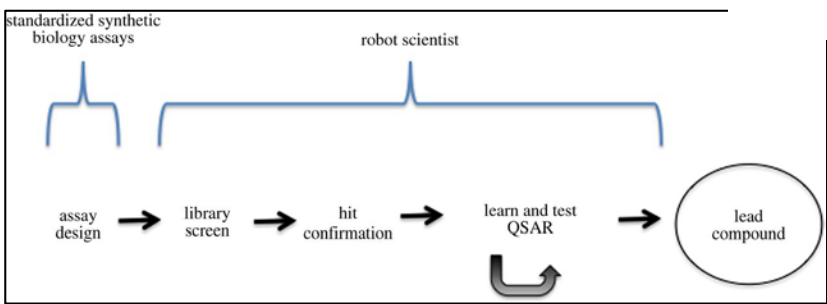 standardized synthetic
biology assays
robot scientist
assay
design
library
screen
hit
confirmation
learn and test
QSAR
lead
compound